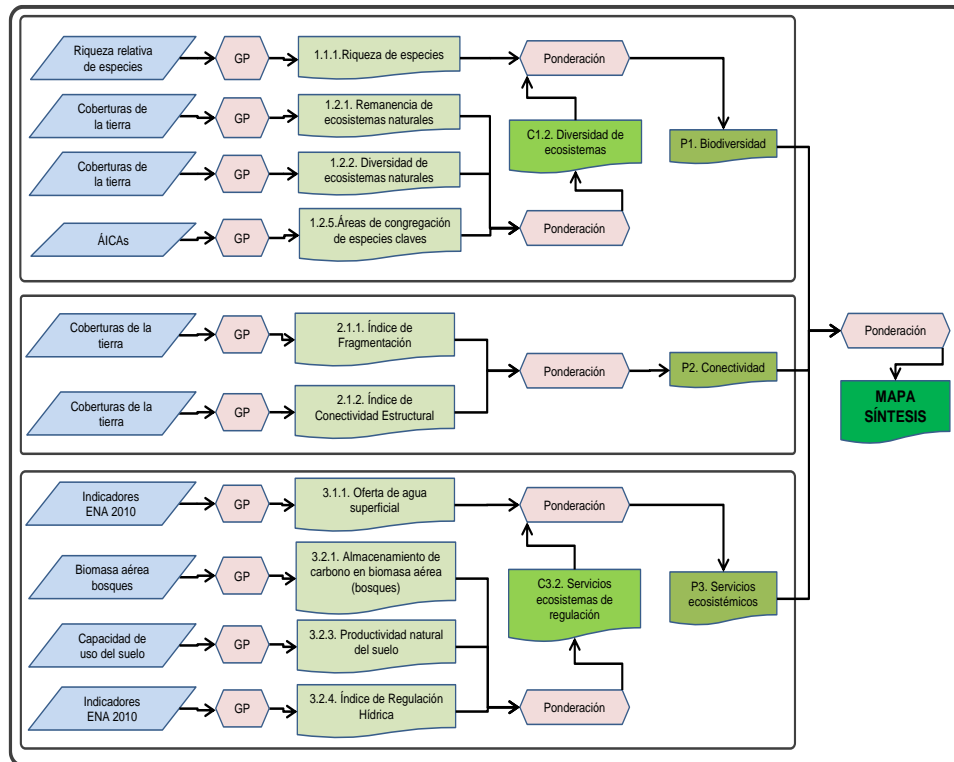 Riqueza relativa
de especies
GP
1.1.1.Riqueza de especies
Ponderación
Coberturas de
la tierra
GP
1.2.1. Remanencia de
ecosistemas naturales
C1.2. Diversidad de
ecosistemas
P1. Biodiversidad
Coberturas de
la tierra
GP
1.2.2. Diversidad de
ecosistemas naturales
ÁICAs
GP
1.2.5.Áreas de congregación
de especies claves
Ponderación
Coberturas de la
tierra
GP
2.1.1. Índice de
Fragmentación
Ponderación
P2. Conectividad
Coberturas de la
tierra
GP
2.1.2. Índice de
Conectividad Estructural
Ponderación
MAPA
SÍNTESIS
Indicadores
ENA 2010
GP
3.1.1. Oferta de agua
superficial
Ponderación
Biomasa aérea
bosques
GP
3.2.1. Almacenamiento de
carbono en biomasa aérea
(bosques)
C3.2. Servicios
ecosistemas de
regulación
P3. Servicios
ecosistémicos
Capacidad de
uso del suelo
GP
3.2.3. Productividad natural
del suelo
Indicadores
ENA 2010
GP
3.2.4. Índice de Regulación
Hídrica
Ponderación